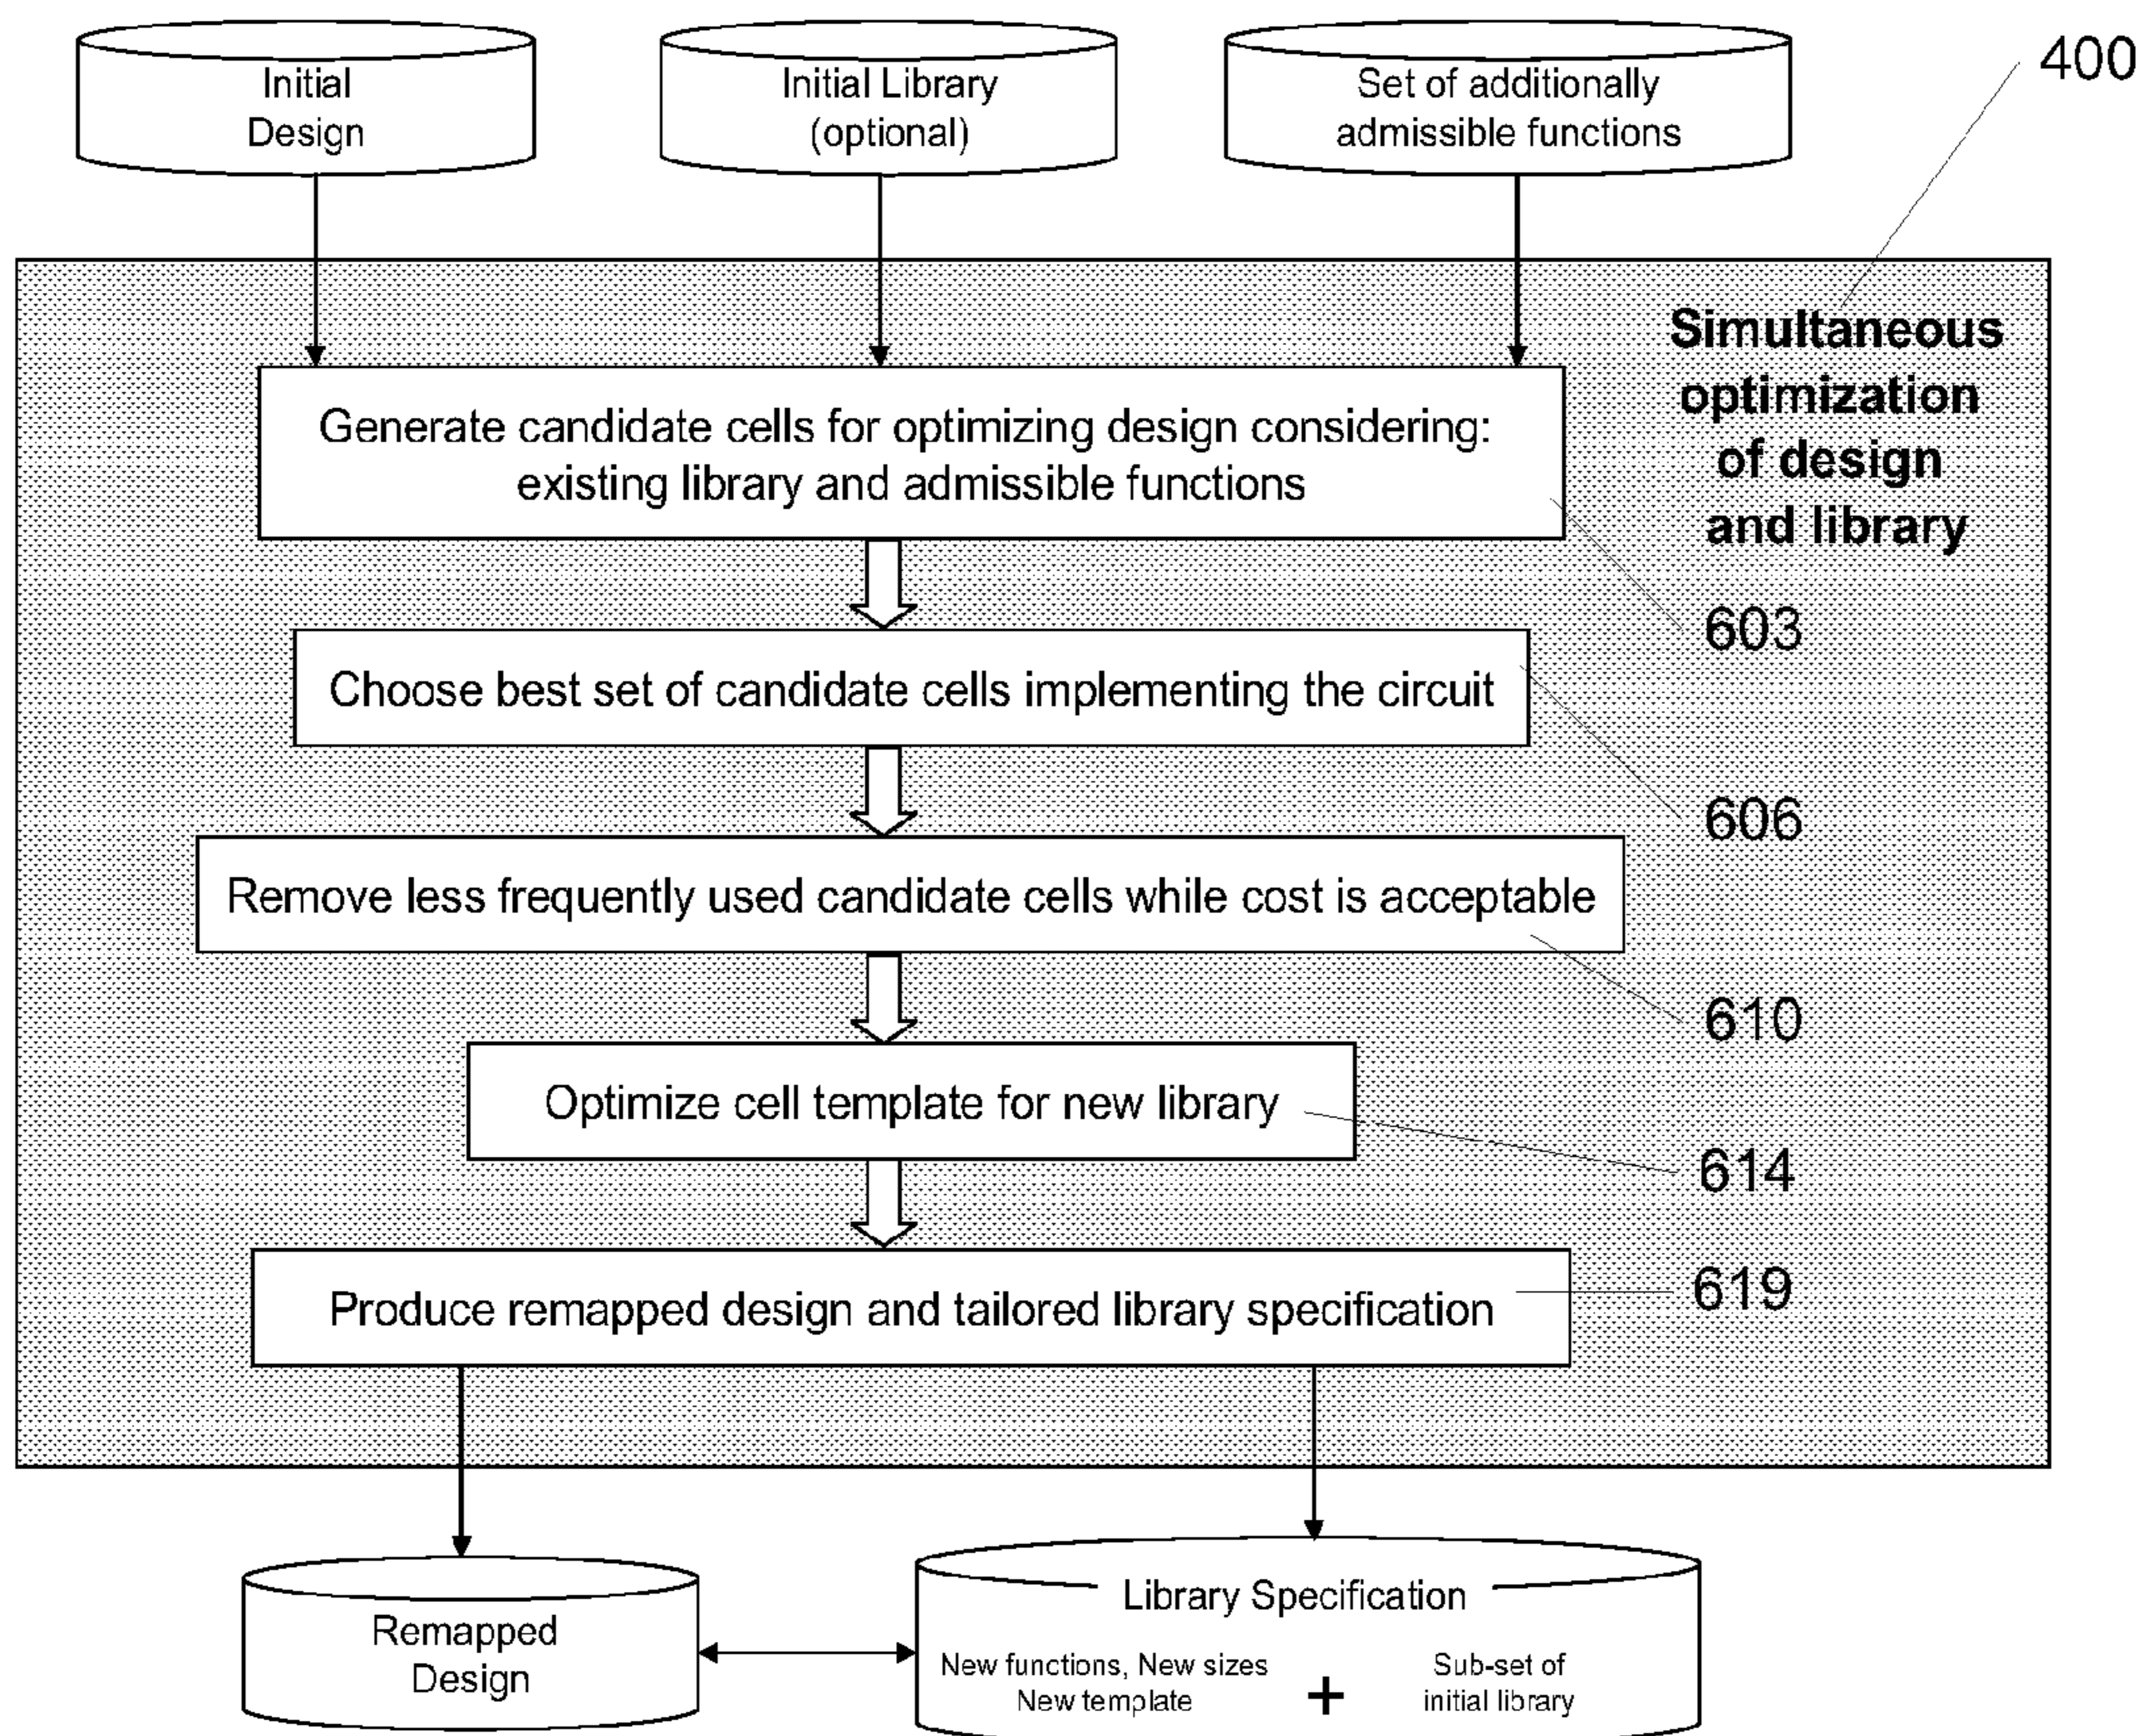 Initial
Design
Initial Library
(optional)
Set of additionally
admissible functions
400
Simultaneous
optimization
of design
and library
Generate candidate cells for optimizing design considering:
existing library and admissible functions
603
Choose best set of candidate cells implementing the circuit
606
Remove less frequently used candidate cells while cost is acceptable
610
Optimize cell template for new library
614
Produce remapped design and tailored library specification
619
Remapped
Design
Library Specification
New functions, New sizes
New template
+
Sub-set of
initial library